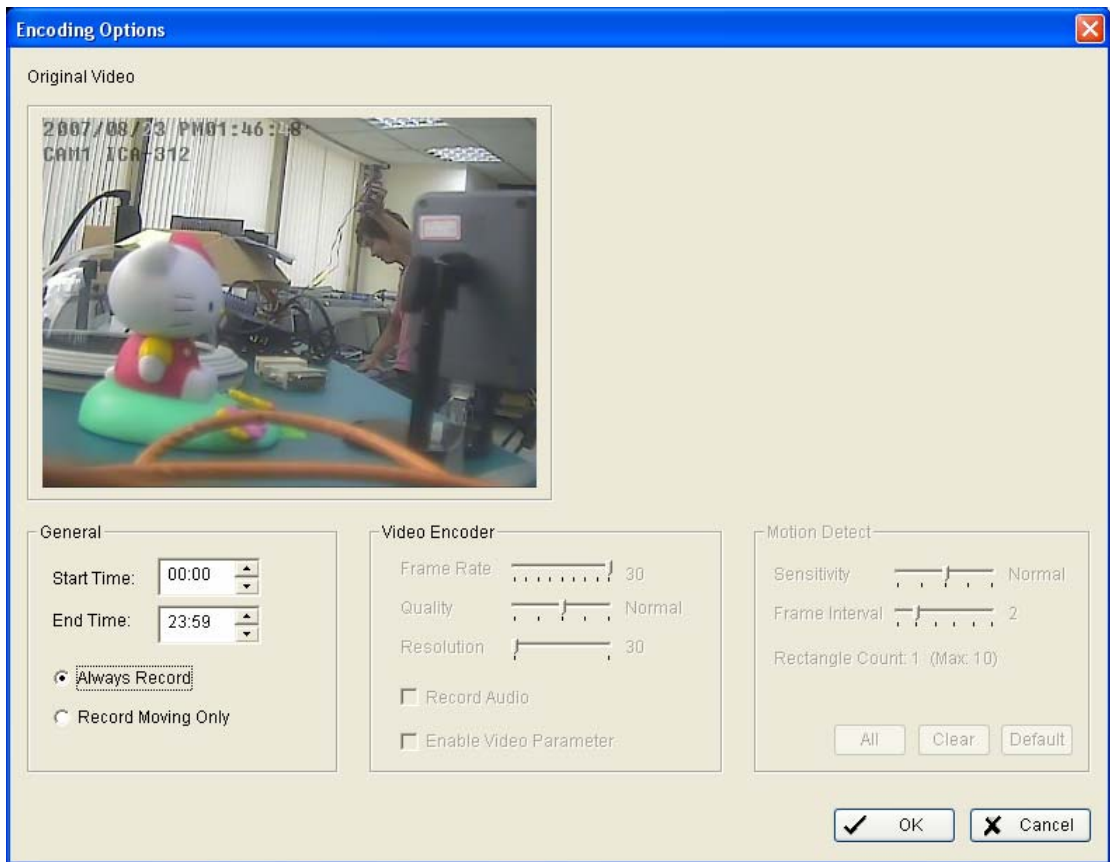 Encoding Options
Original Video
2007/08/23 PM01:46:48
CAM1 ICA-312
General
Start Time: 00:00
End Time: 23:59
Always Record
Record Moving Only
Video Encoder
Frame Rate 30
Quality Normal
Resolution 30
Record Audio
Enable Video Parameter
Motion Detect
Sensitivity Normal
Frame Interval 2
Rectangle Count: 1 (Max: 10)
All Clear Default
OK Cancel